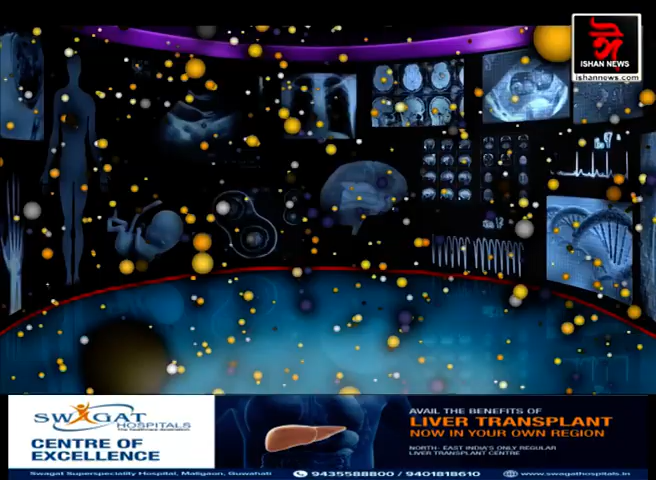 ই
ISHAN NEWS
ishannews.com
SWAGAT
HOSPITALS
CENTRE OF
EXCELLENCE
AVAIL THE BENEFITS OF
LIVER TRANSPLANT
NOW IN YOUR OWN REGION
NORTH- EAST INDIA'S ONLY REGULAR
LIVER TRANSPLANT CENTRE
Swagat Superspeciality Hospital, Maligaon, Guwahati
9435588800 / 9401818610
www.swagathospitals.in